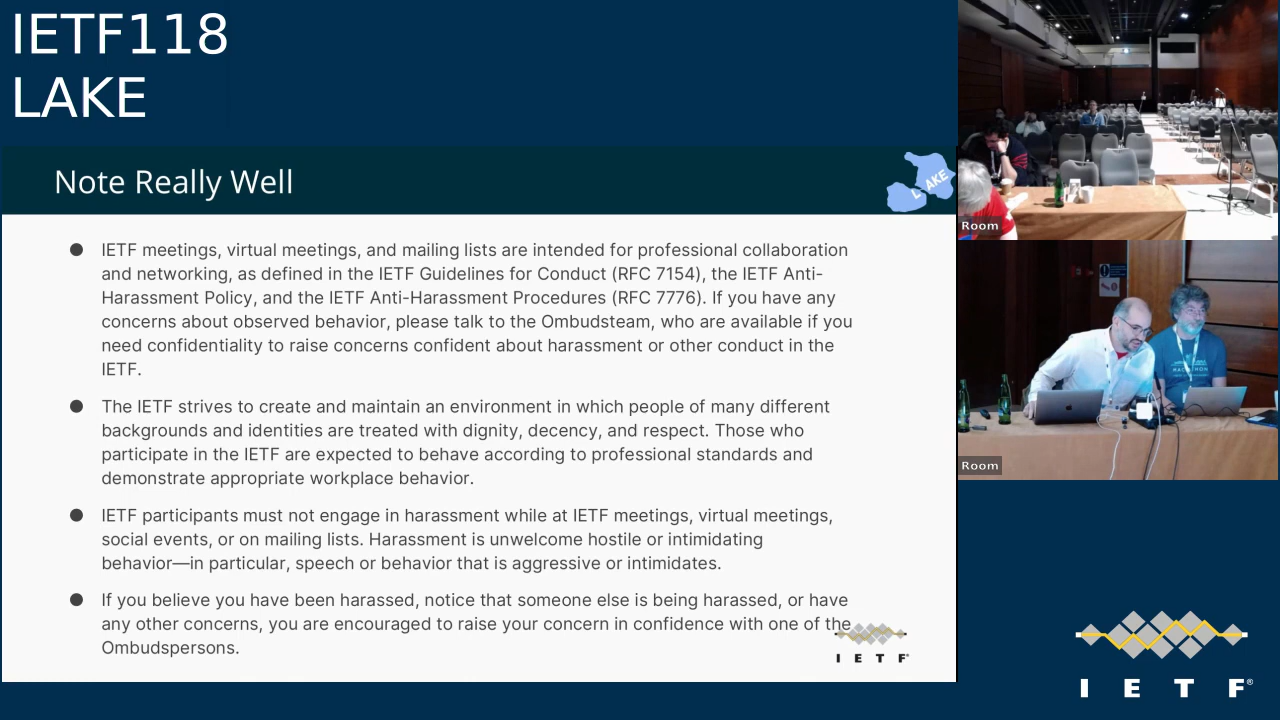 IETF118
LAKE
Note Really Well
LAKE
● IETF meetings, virtual meetings, and mailing lists are intended for professional collaboration
and networking, as defined in the IETF Guidelines for Conduct (RFC 7154), the IETF Anti-
Harassment Policy, and the IETF Anti-Harassment Procedures (RFC 7776). If you have any
concerns about observed behavior, please talk to the Ombudsteam, who are available if you
need confidentiality to raise concerns confident about harassment or other conduct in the
IETF.
● The IETF strives to create and maintain an environment in which people of many different
backgrounds and identities are treated with dignity, decency, and respect. Those who
participate in the IETF are expected to behave according to professional standards and
demonstrate appropriate workplace behavior.
● IETF participants must not engage in harassment while at IETF meetings, virtual meetings,
social events, or on mailing lists. Harassment is unwelcome hostile or intimidating
behavior—in particular, speech or behavior that is aggressive or intimidates.
● If you believe you have been harassed, notice that someone else is being harassed, or have
any other concerns, you are encouraged to raise your concern in confidence with one of the
Ombudspersons.
I E T F®
Room
Room
I E T F®